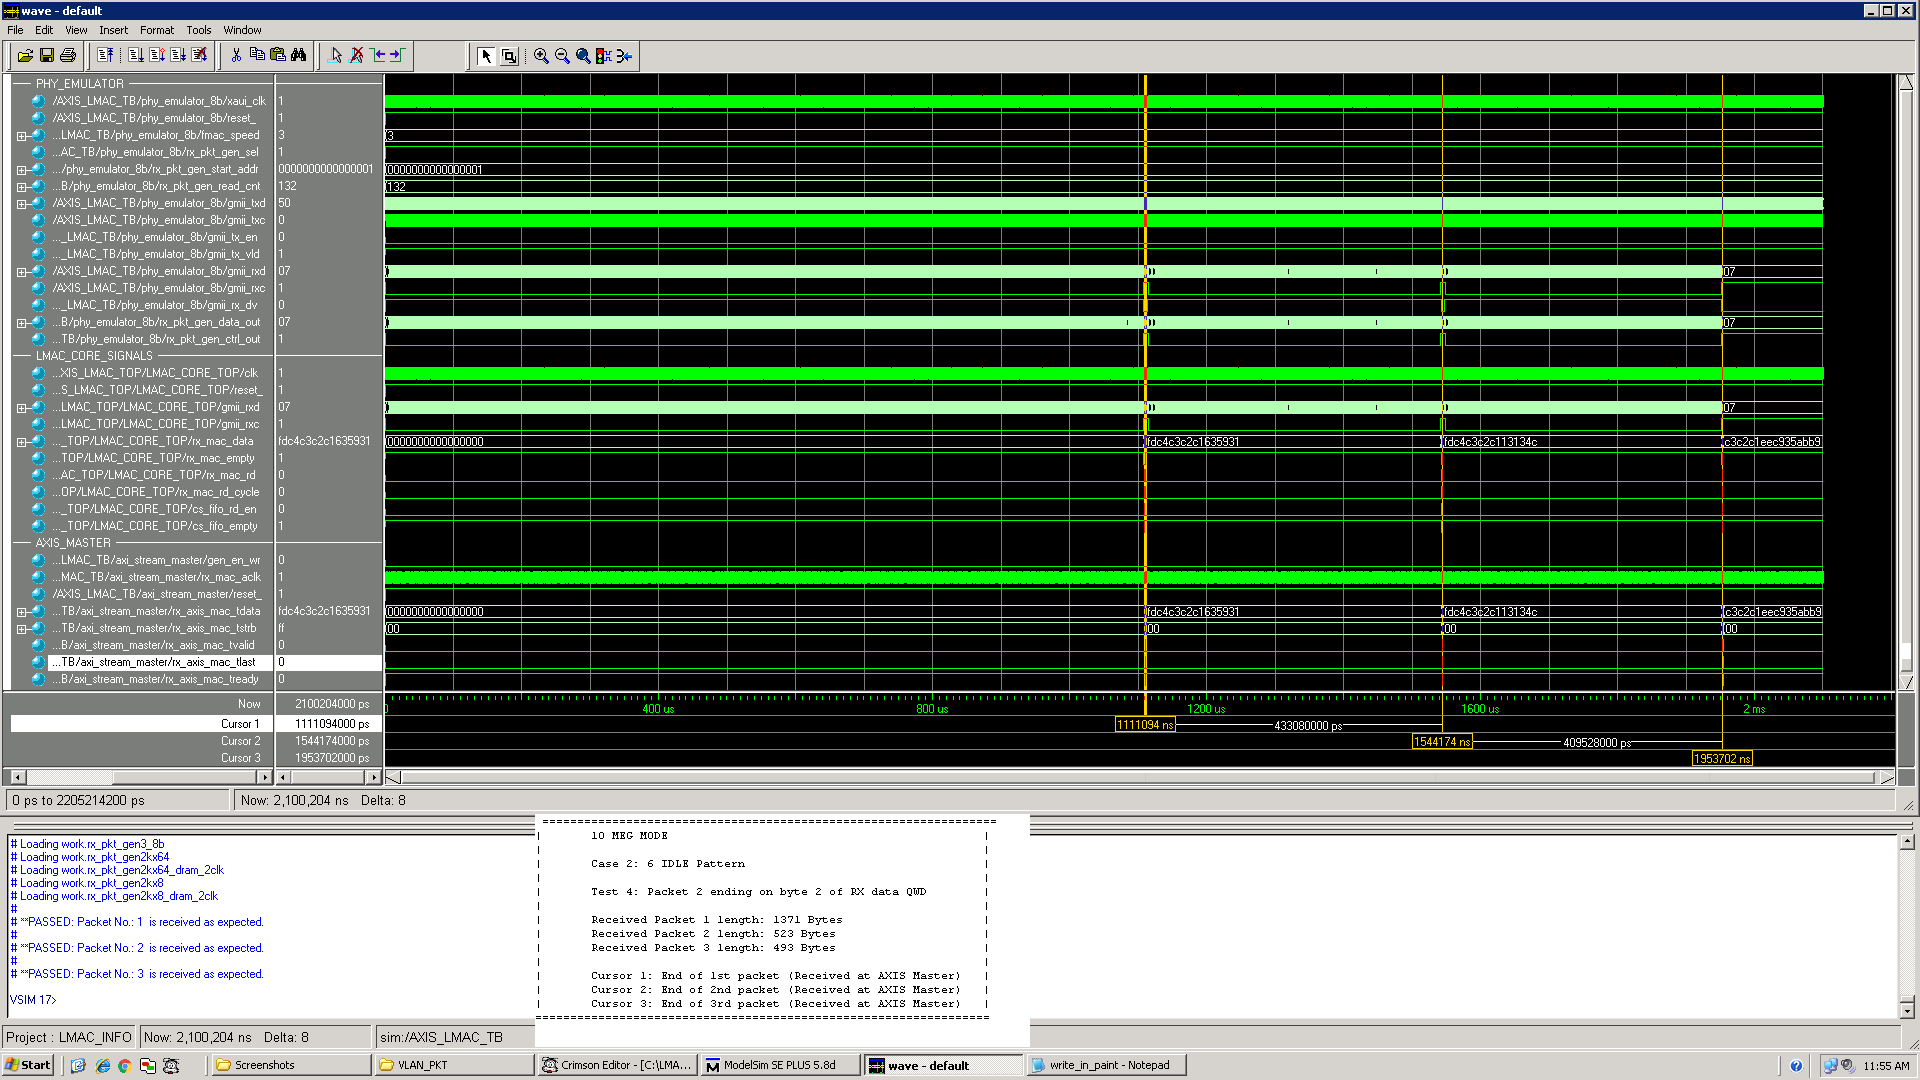 wave - default
File Edit View Insert Format Tools Window
PHY_EMULATOR
/AXIS_LMAC_TB/phy_emulator_8b/xaui_clk 1
/AXIS_LMAC_TB/phy_emulator_8b/reset_ 1
...LMAC_TB/phy_emulator_8b/fmac_speed 3 3
...AC_TB/phy_emulator_8b/rx_pkt_gen_sel 1
.../phy_emulator_8b/rx_pkt_gen_start_addr 0000000000000001 0000000000000001
...B/phy_emulator_8b/rx_pkt_gen_read_cnt 132 132
/AXIS_LMAC_TB/phy_emulator_8b/gmii_txd 50
/AXIS_LMAC_TB/phy_emulator_8b/gmii_txc 0
..._LMAC_TB/phy_emulator_8b/gmii_tx_en 0
..._LMAC_TB/phy_emulator_8b/gmii_tx_vld 1
/AXIS_LMAC_TB/phy_emulator_8b/gmii_rxd 07 07
/AXIS_LMAC_TB/phy_emulator_8b/gmii_rxc 1
..._LMAC_TB/phy_emulator_8b/gmii_rx_dv 0
...B/phy_emulator_8b/rx_pkt_gen_data_out 07 07
...TB/phy_emulator_8b/rx_pkt_gen_ctrl_out 1
LMAC_CORE_SIGNALS
...XIS_LMAC_TOP/LMAC_CORE_TOP/clk 1
...S_LMAC_TOP/LMAC_CORE_TOP/reset_ 1
...LMAC_TOP/LMAC_CORE_TOP/gmii_rxd 07 07
...LMAC_TOP/LMAC_CORE_TOP/gmii_rxc 1
..._TOP/LMAC_CORE_TOP/rx_mac_data fdc4c3c2c1635931 0000000000000000 fdc4c3c2c1635931 fdc4c3c2c113134c c3c2c1eec935abb9
...TOP/LMAC_CORE_TOP/rx_mac_empty 1
...AC_TOP/LMAC_CORE_TOP/rx_mac_rd 0
...OP/LMAC_CORE_TOP/rx_mac_rd_cycle 0
..._TOP/LMAC_CORE_TOP/cs_fifo_rd_en 0
..._TOP/LMAC_CORE_TOP/cs_fifo_empty 1
AXIS_MASTER
...LMAC_TB/axi_stream_master/gen_en_wr 0
...MAC_TB/axi_stream_master/rx_mac_aclk 1
/AXIS_LMAC_TB/axi_stream_master/reset_ 1
...TB/axi_stream_master/rx_axis_mac_tdata fdc4c3c2c1635931 0000000000000000 fdc4c3c2c1635931 fdc4c3c2c113134c c3c2c1eec935abb9
...TB/axi_stream_master/rx_axis_mac_tstrb ff 00 00 00 00
...B/axi_stream_master/rx_axis_mac_tvalid 0
...TB/axi_stream_master/rx_axis_mac_tlast 0
...B/axi_stream_master/rx_axis_mac_tready 0
Now 2100204000 ps 400 us 800 us 1200 us 1600 us 2 ms
Cursor 1 1111094000 ps 1111094 ns 433080000 ps
Cursor 2 1544174000 ps 1544174 ns 409528000 ps
Cursor 3 1953702000 ps 1953702 ns
0 ps to 2205214200 ps Now: 2,100,204 ns Delta: 8
# Loading work.rx_pkt_gen3_8b
# Loading work.rx_pkt_gen2kx64
# Loading work.rx_pkt_gen2kx64_dram_2clk
# Loading work.rx_pkt_gen2kx8
# Loading work.rx_pkt_gen2kx8_dram_2clk
#
# **PASSED: Packet No.: 1 is received as expected.
#
# **PASSED: Packet No.: 2 is received as expected.
#
# **PASSED: Packet No.: 3 is received as expected.
VSIM 17>
10 MEG MODE
Case 2: 6 IDLE Pattern
Test 4: Packet 2 ending on byte 2 of RX data QWD
Received Packet 1 length: 1371 Bytes
Received Packet 2 length: 523 Bytes
Received Packet 3 length: 493 Bytes
Cursor 1: End of 1st packet (Received at AXIS Master)
Cursor 2: End of 2nd packet (Received at AXIS Master)
Cursor 3: End of 3rd packet (Received at AXIS Master)
Project : LMAC_INFO Now: 2,100,204 ns Delta: 8 sim:/AXIS_LMAC_TB
Start Screenshots VLAN_PKT Crimson Editor - [C:\LMA... ModelSim SE PLUS 5.8d wave - default write_in_paint - Notepad 11:55 AM